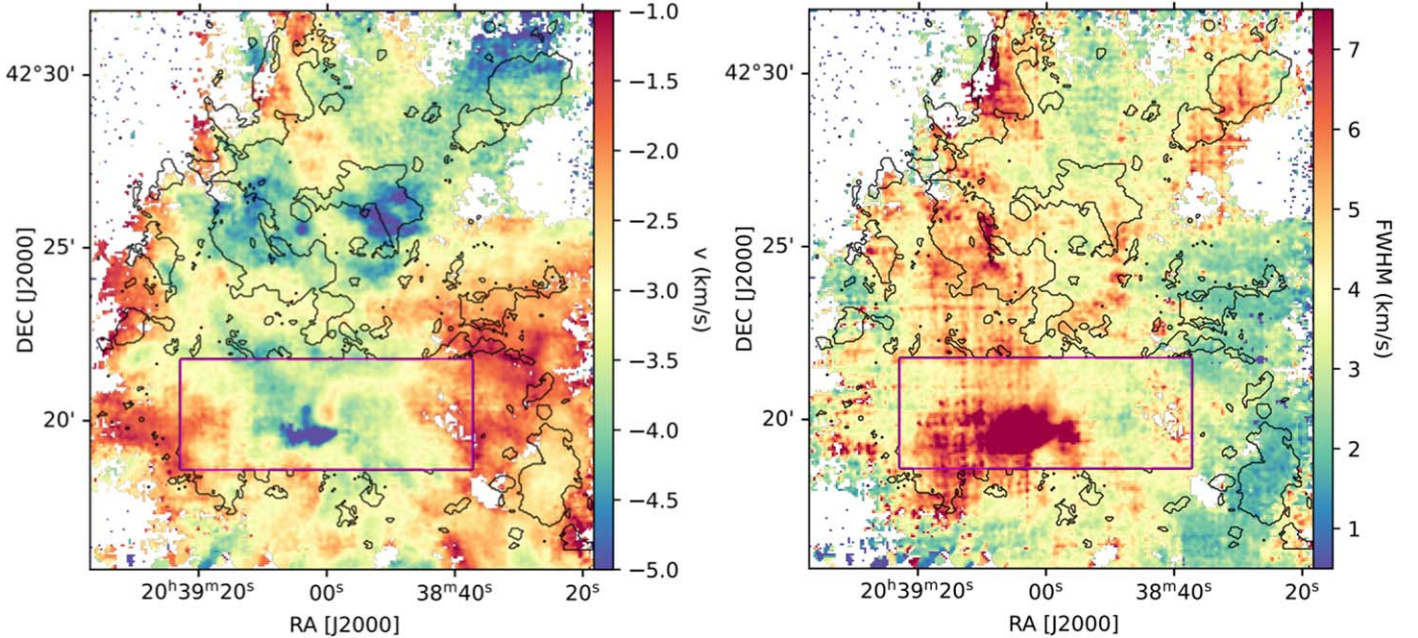 42°30'
25'
20'
DEC [J2000]
20ʰ39ᵐ20ˢ
00ˢ
38ᵐ40ˢ
20ˢ
RA [J2000]
−1.0
−1.5
−2.0
−2.5
−3.0
−3.5
−4.0
−4.5
−5.0
v (km/s)
42°30'
25'
20'
DEC [J2000]
20ʰ39ᵐ20ˢ
00ˢ
38ᵐ40ˢ
20ˢ
RA [J2000]
7
6
5
4
3
2
1
FWHM (km/s)